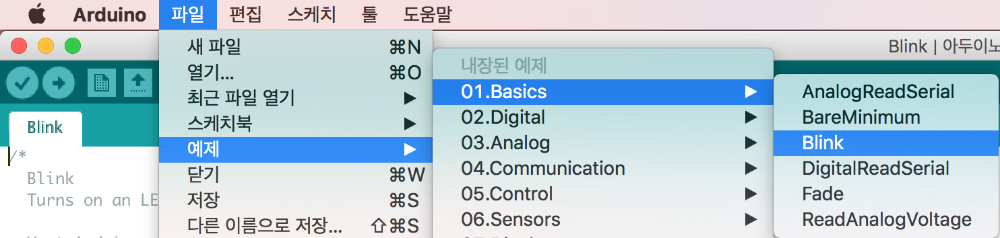 Arduino 파일 편집 스케치 툴 도움말
Blink | 아두이노
새 파일 ⌘N
열기... ⌘O
최근 파일 열기 ▶
스케치북 ▶
예제 ▶
닫기 ⌘W
저장 ⌘S
다른 이름으로 저장... ⇧⌘S
내장된 예제
01.Basics ▶
02.Digital ▶
03.Analog ▶
04.Communication ▶
05.Control ▶
06.Sensors ▶
AnalogReadSerial
BareMinimum
Blink
DigitalReadSerial
Fade
ReadAnalogVoltage
Blink
/*
Blink
Turns on an LE